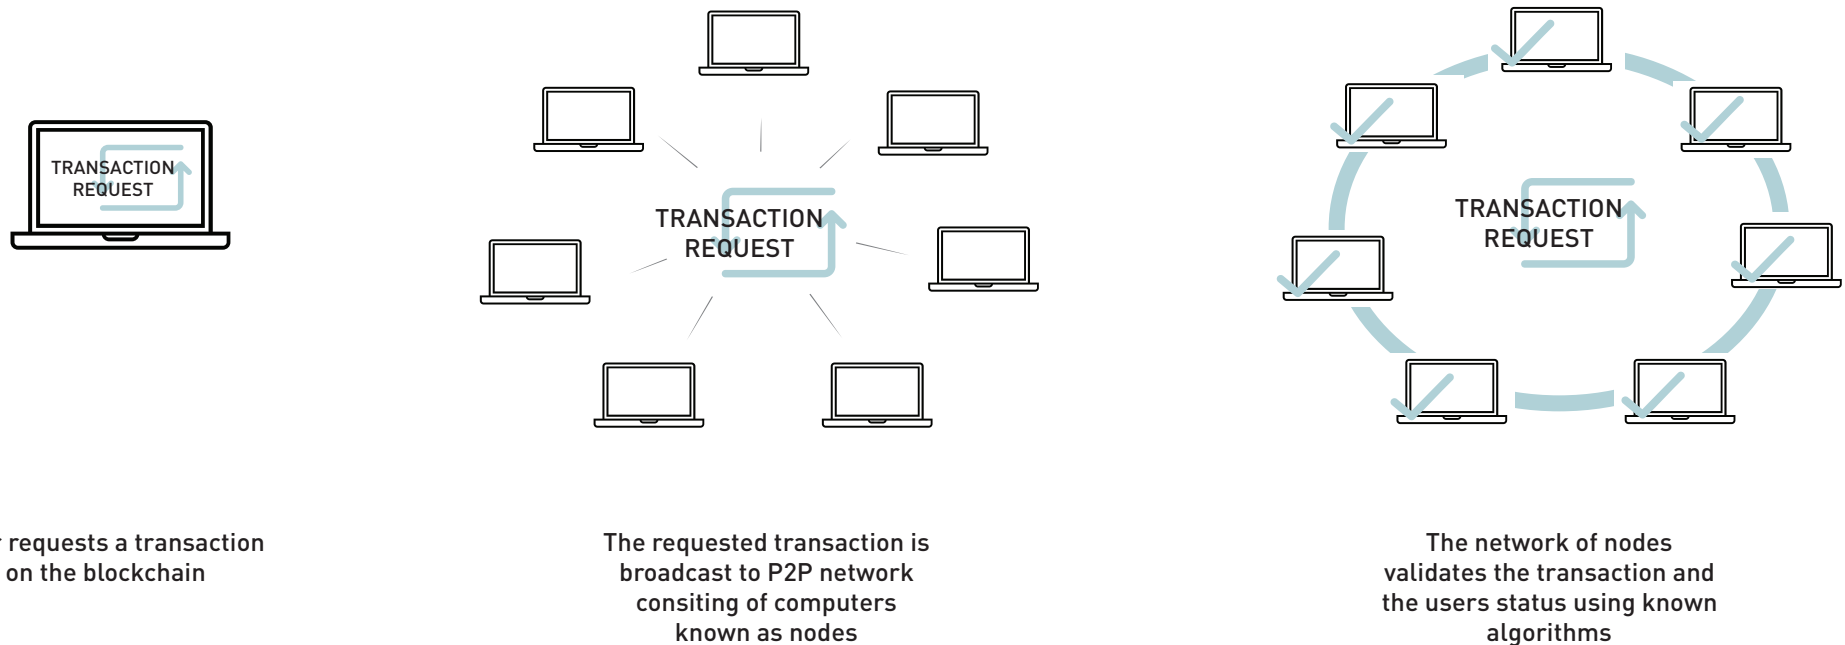 TRANSACTION
REQUEST
requests a transaction
on the blockchain
TRANSACTION
REQUEST
The requested transaction is
broadcast to P2P network
consiting of computers
known as nodes
TRANSACTION
REQUEST
The network of nodes
validates the transaction and
the users status using known
algorithms